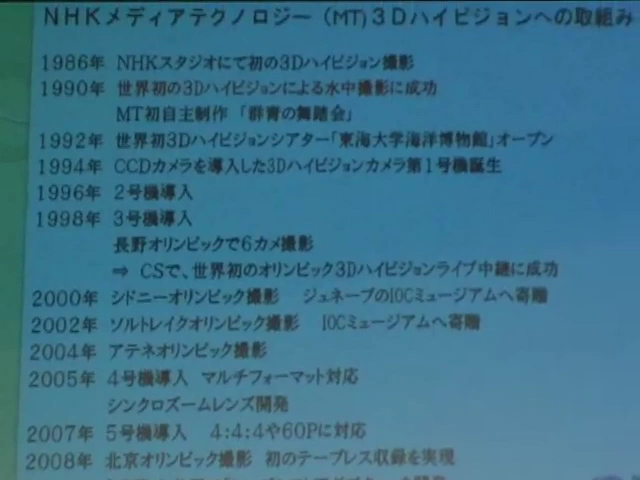 NHKメディアテクノロジー（MT)３Ｄハイビジョンへの取組み
1986年 NHKスタジオにて初の3Dハイビジョン撮影
1990年 世界初の3Dハイビジョンによる水中撮影に成功
MT初自主制作 「群青の舞踏会」
1992年 世界初3Dハイビジョンシアター「東海大学海洋博物館」オープン
1994年 CCDカメラを導入した3Dハイビジョンカメラ第1号機誕生
1996年 2号機導入
1998年 3号機導入
長野オリンピックで6カメ撮影
⇒ CSで、世界初のオリンピック3Dハイビジョンライブ中継に成功
2000年 シドニーオリンピック撮影 ジュネーブのIOCミュージアムへ寄贈
2002年 ソルトレイクオリンピック撮影 IOCミュージアムへ寄贈
2004年 アテネオリンピック撮影
2005年 4号機導入 マルチフォーマット対応
シンクロズームレンズ開発
2007年 5号機導入 4:4:4や60Pに対応
2008年 北京オリンピック撮影 初のテープレス収録を実現